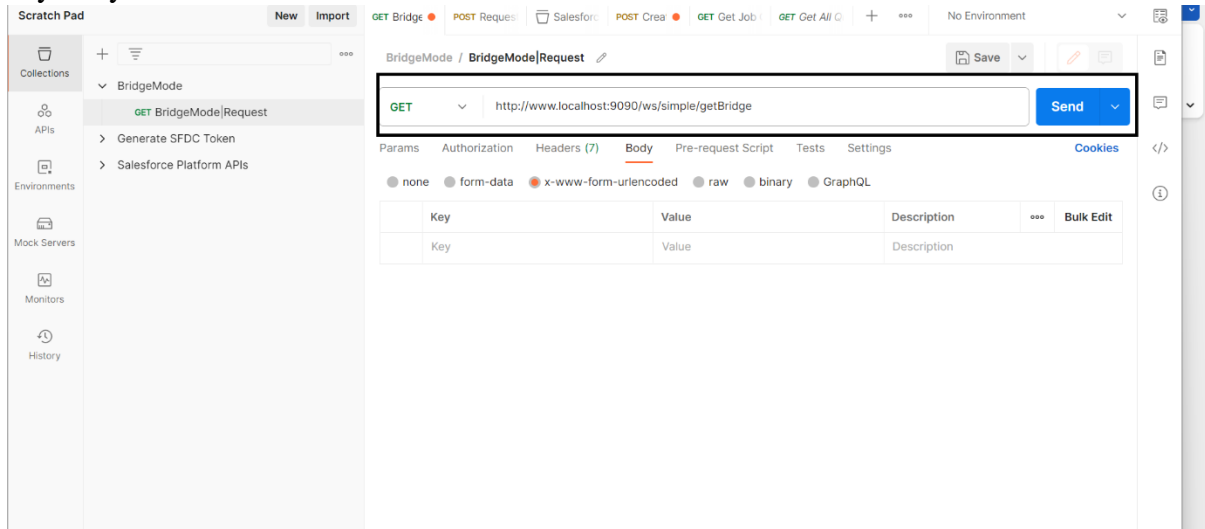 Scratch Pad New Import GET Bridge POST Reques Salesforc POST Crea GET Get Job GET Get All Q No Environment
BridgeMode / BridgeMode|Request Save
Collections
BridgeMode
GET http://www.localhost:9090/ws/simple/getBridge Send
GET BridgeMode|Request
APIs
Generate SFDC Token
Params Authorization Headers (7) Body Pre-request Script Tests Settings Cookies
Salesforce Platform APIs
Environments
none form-data x-www-form-urlencoded raw binary GraphQL
Key Value Description Bulk Edit
Mock Servers
Key Value Description
Monitors
History